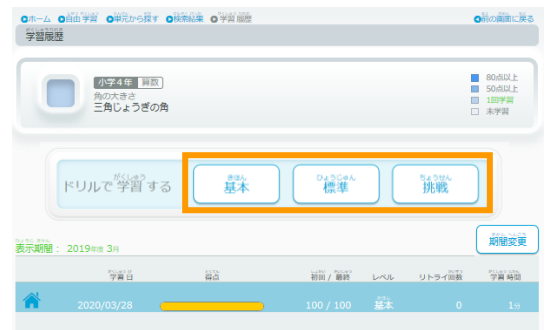 ホーム 自由学習 単元から探す 検索結果 学習履歴 前の画面に戻る
学習履歴
小学4年 算数
角の大きさ
三角じょうぎの角
80点以上
50点以上
1回学習
未学習
ドリルで学習する 基本 標準 挑戦
表示期間： 2019年度 3月 期間変更
学習日 得点 初回 / 最終 レベル リトライ回数 学習時間
2020/03/28 100 / 100 基本 0 1分